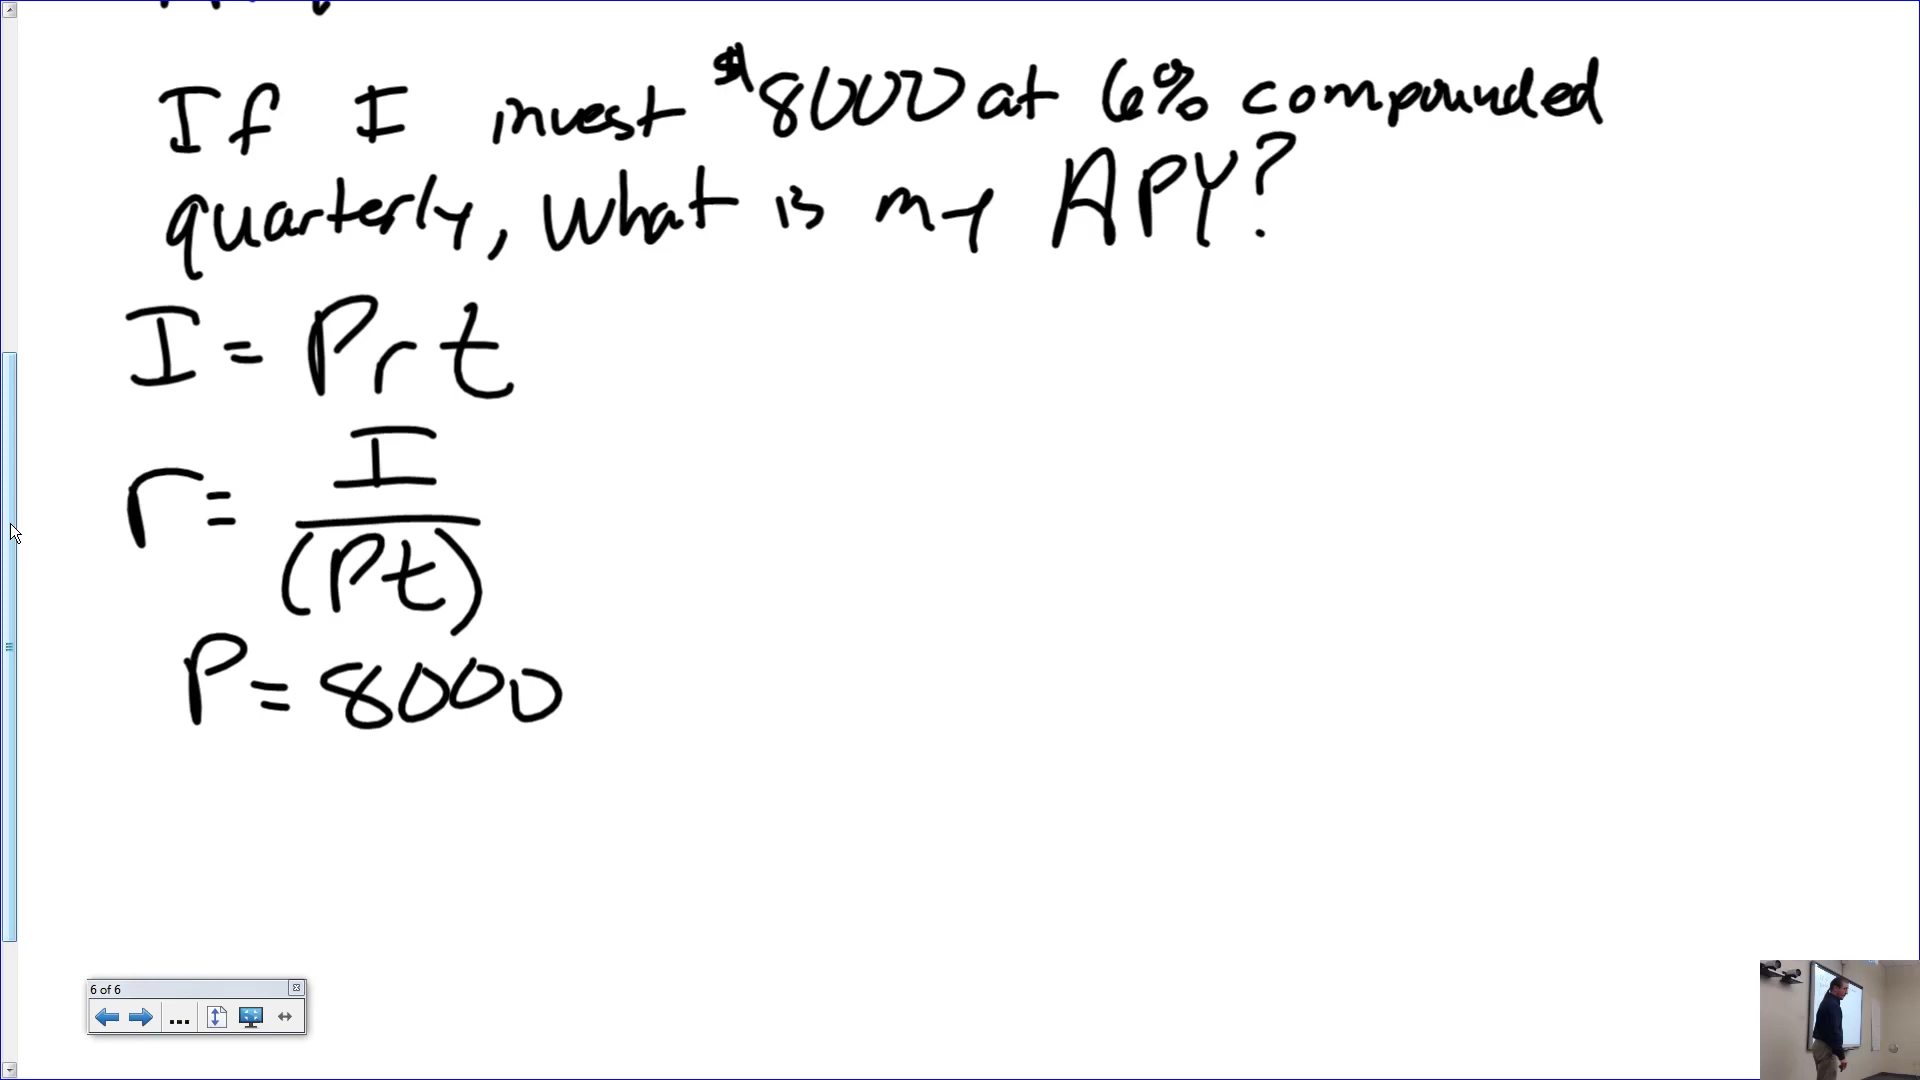 If I invest $8000 at 6% compounded
quarterly, What is my APY?
I = Prt
r = I
(Pt)
P = 8000
6 of 6
...